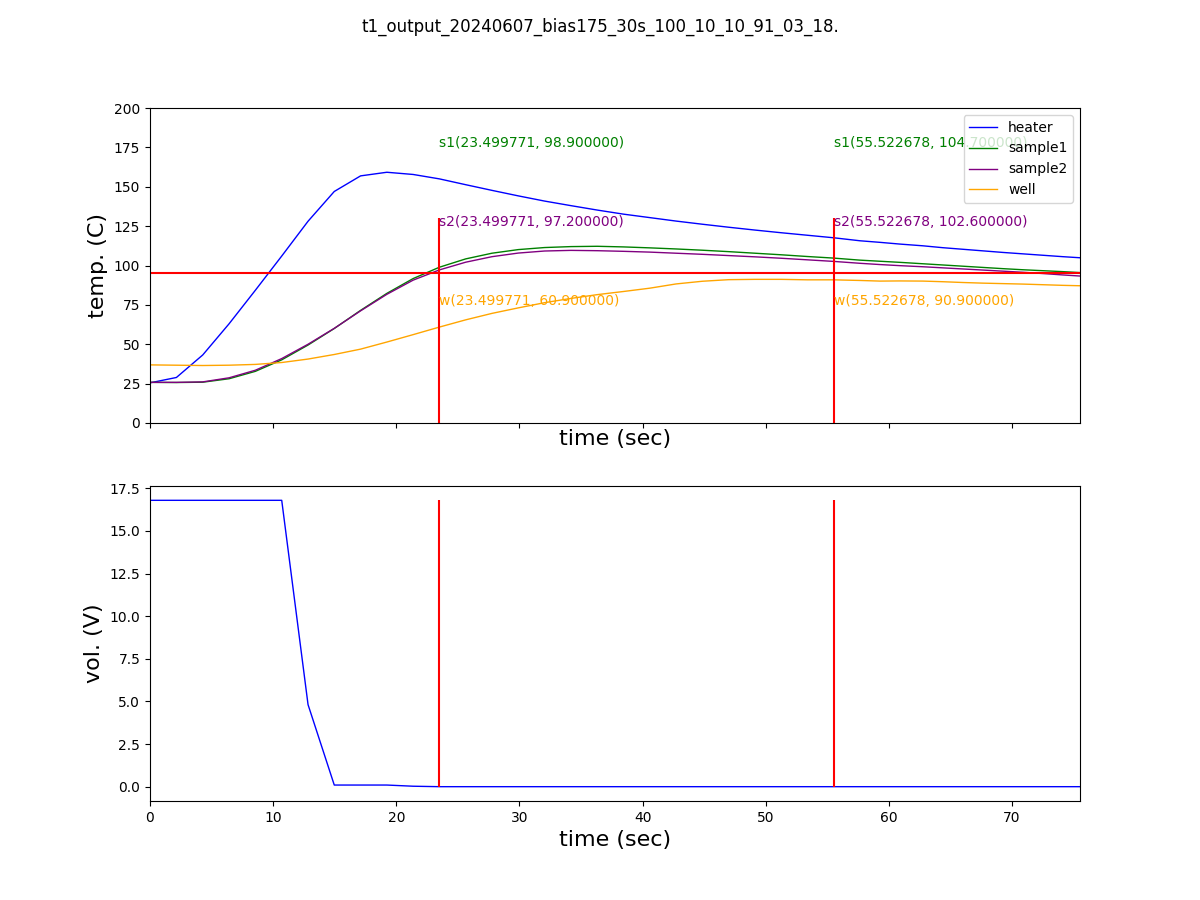 t1_output_20240607_bias175_30s_100_10_10_91_03_18.
200
175
150
125
100
75
50
25
0
temp. (C)
s1(23.499771, 98.900000)
s1(55.522678, 104.700000)
s2(23.499771, 97.200000)
s2(55.522678, 102.600000)
w(23.499771, 60.900000)
w(55.522678, 90.900000)
heater
sample1
sample2
well
time (sec)
17.5
15.0
12.5
10.0
7.5
5.0
2.5
0.0
vol. (V)
0 10 20 30 40 50 60 70
time (sec)